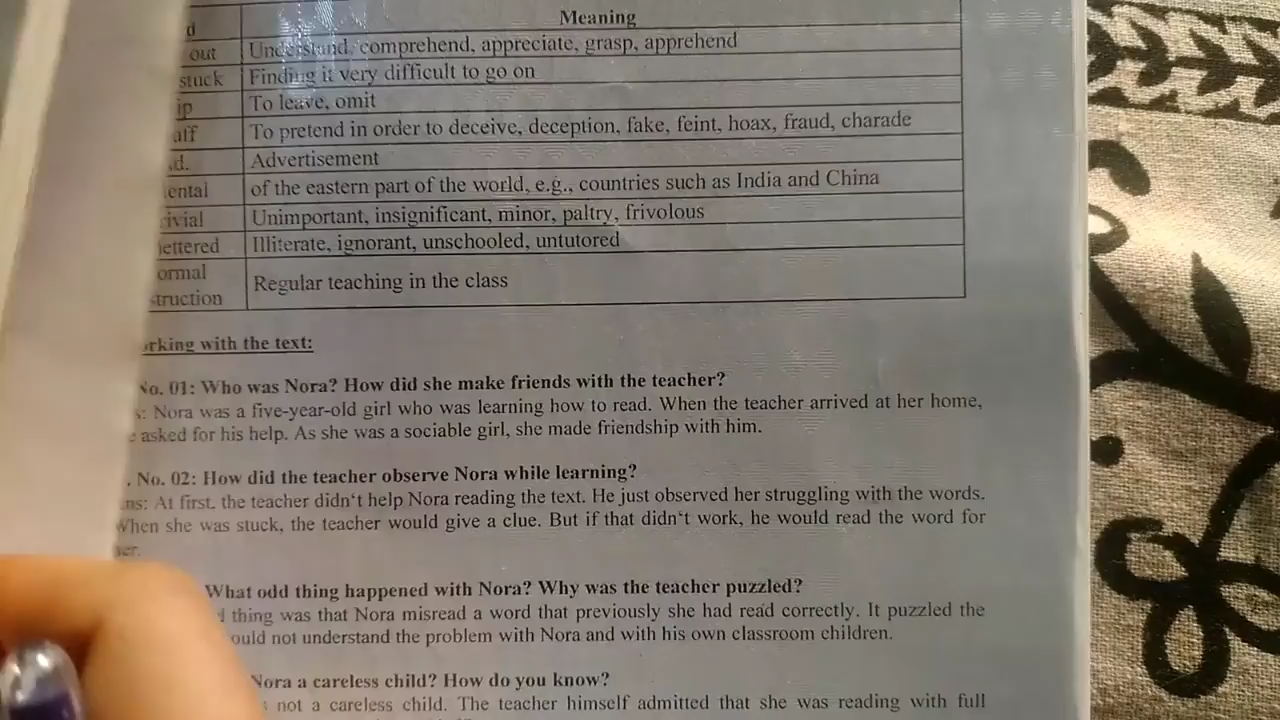 Meaning
out Understand, comprehend, appreciate, grasp, apprehend
stuck Finding it very difficult to go on
To leave, omit
To pretend in order to deceive, deception, fake, feint, hoax, fraud, charade
Advertisement
of the eastern part of the world, e.g., countries such as India and China
Unimportant, insignificant, minor, paltry, frivolous
Illiterate, ignorant, unschooled, untutored
Regular teaching in the class
with the text:
No. 01: Who was Nora? How did she make friends with the teacher?
Nora was a five-year-old girl who was learning how to read. When the teacher arrived at her home,
asked for his help. As she was a sociable girl, she made friendship with him.
. No. 02: How did the teacher observe Nora while learning?
At first, the teacher didn‘t help Nora reading the text. He just observed her struggling with the words.
When she was stuck, the teacher would give a clue. But if that didn‘t work, he would read the word for
her.
What odd thing happened with Nora? Why was the teacher puzzled?
thing was that Nora misread a word that previously she had read correctly. It puzzled the
not understand the problem with Nora and with his own classroom children.
Nora a careless child? How do you know?
not a careless child. The teacher himself admitted that she was reading with full